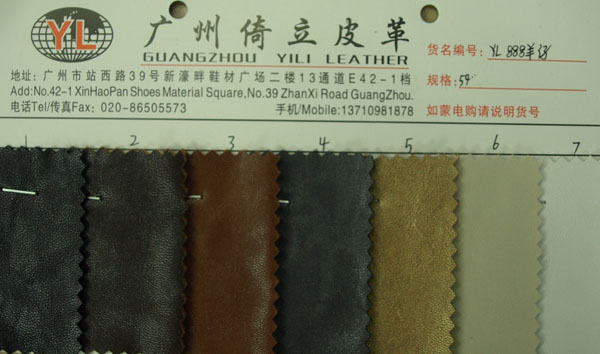 YL
广州倚立皮革
GUANGZHOU YILI LEATHER
地址:广州市站西路39号新濠畔鞋材广场二楼13通道E42-1档
Add:No.42-1 XinHaoPan Shoes Material Square,No.39 ZhanXi Road GuangZhou.
电话Tel/传真Fax: 020-86505573 手机/Mobile:13710981878
货名编号: YL 888羊
规格: 54"
如蒙电购请说明货号
1 2 3 4 5 6 7